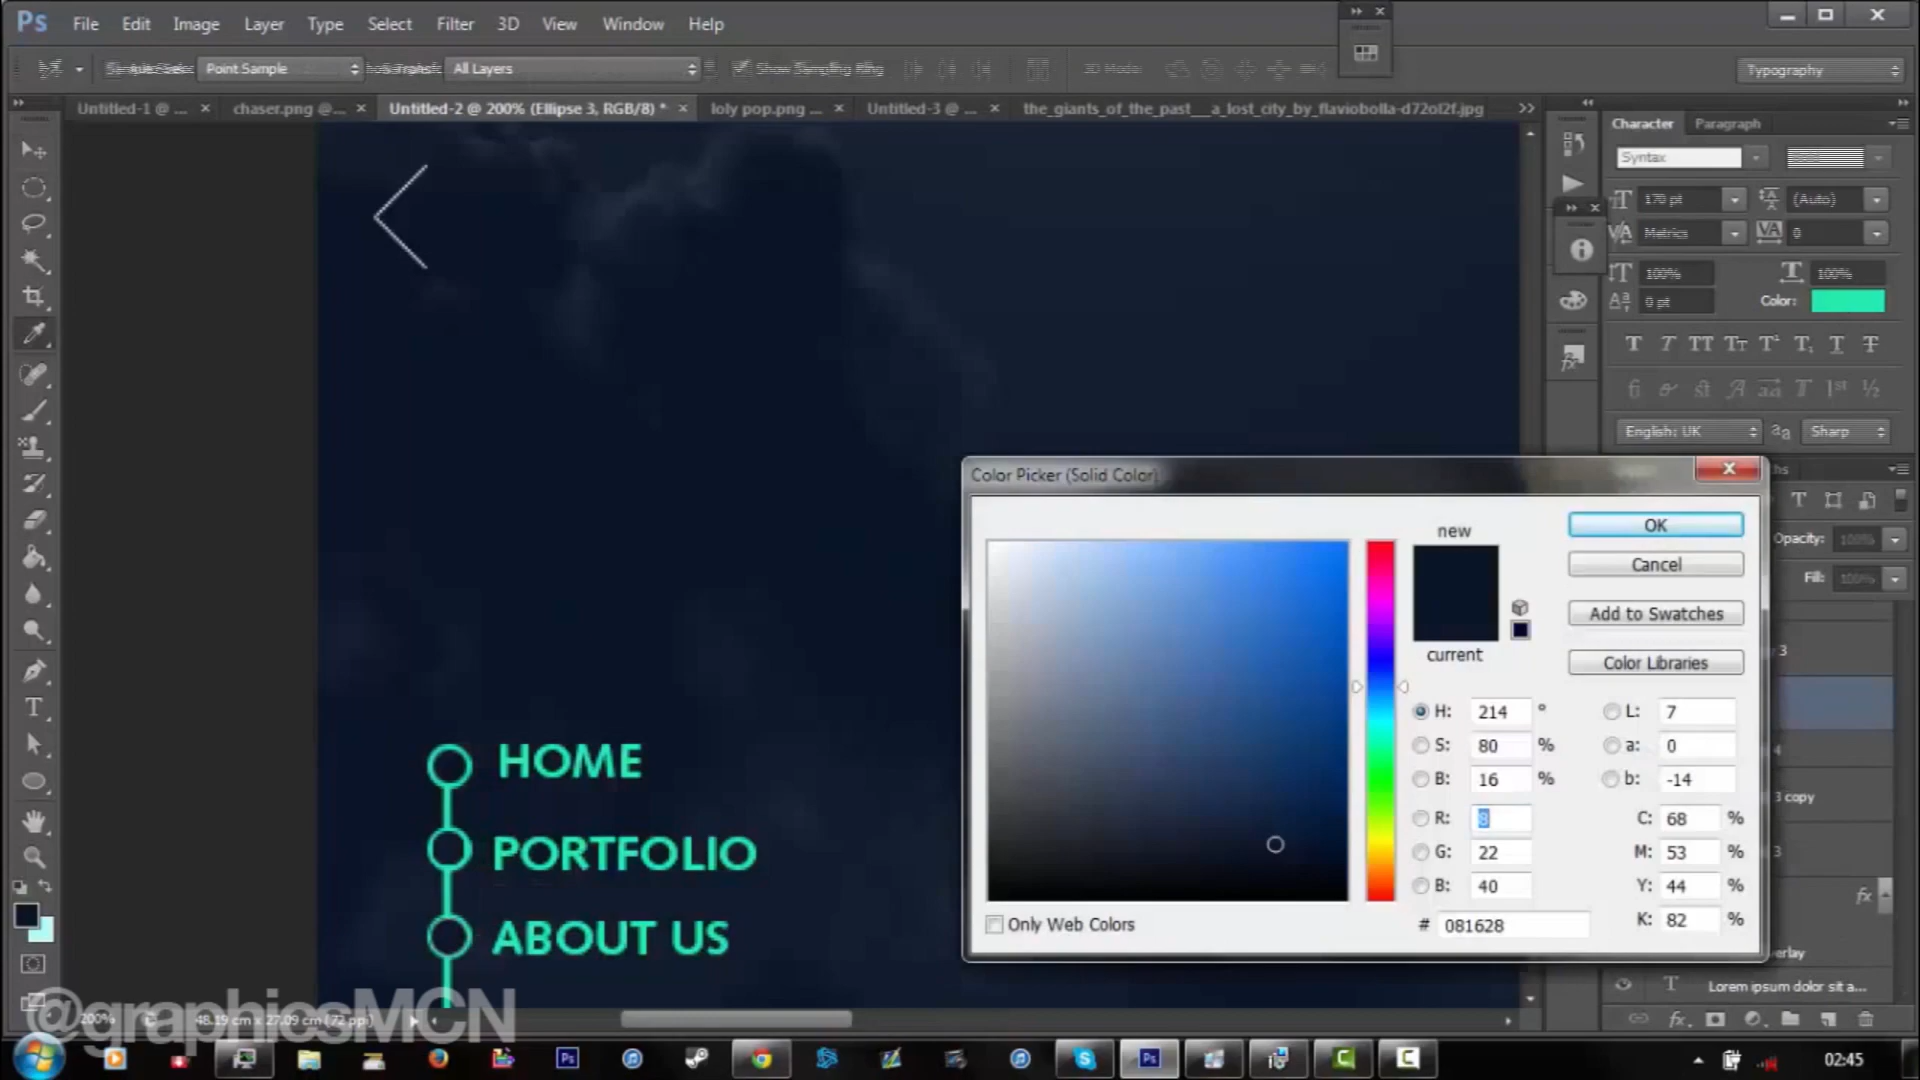 Ps File Edit Image Layer Type Select Filter 3D View Window Help
Point Sample All Layers Show Sampling Ring 3D Mode: Typography
Untitled-1 @ ... × chaser.png @... × Untitled-2 @ 200% (Ellipse 3, RGB/8) * × loly pop.png ... × Untitled-3 @ ... × the_giants_of_the_past__a_lost_city_by_flaviobolla-d72ol2f.jpg
Character Paragraph
Syntax
170 pt (Auto)
Metrics 0
100% 100%
0 pt Color:
English: UK Sharp
Color Picker (Solid Color)
new
OK
Cancel
Add to Swatches
current
Color Libraries
H: 214 ° L: 7
S: 80 % a: 0
B: 16 % b: -14
R: 8 C: 68 %
G: 22 M: 53 %
B: 40 Y: 44 %
# 081628 K: 82 %
Only Web Colors
Opacity: 100%
Fill: 100%
3
4
3 copy
3
fx
Lorem ipsum dolor sit a...
HOME
PORTFOLIO
ABOUT US
@graphicsMCN
200% 48.19 cm x 27.09 cm (72 ppi)
02:45